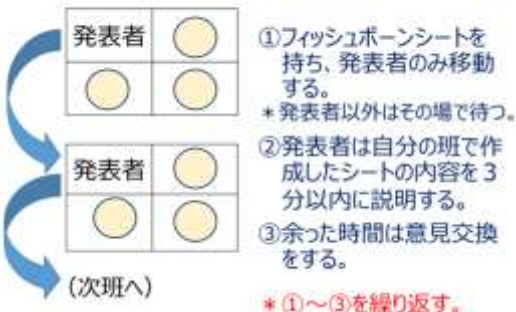 発表者
①フィッシュボーンシートを
持ち、発表者のみ移動
する。
＊発表者以外はその場で待つ。
発表者
②発表者は自分の班で作
成したシートの内容を３
分以内に説明する。
③余った時間は意見交換
をする。
(次班へ)
＊①～③を繰り返す。